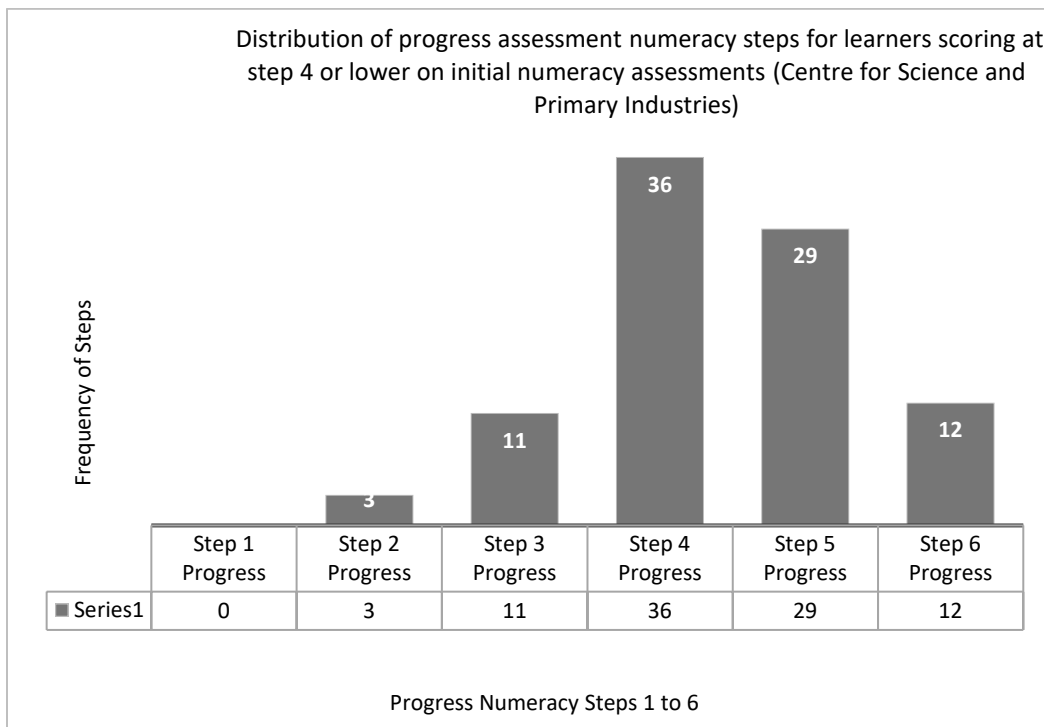 Distribution of progress assessment numeracy steps for learners scoring at
step 4 or lower on initial numeracy assessments (Centre for Science and
Primary Industries)
Frequency of Steps
36
29
12
11
3
Step 1 Progress
Step 2 Progress
Step 3 Progress
Step 4 Progress
Step 5 Progress
Step 6 Progress
Series1 0 3 11 36 29 12
Progress Numeracy Steps 1 to 6